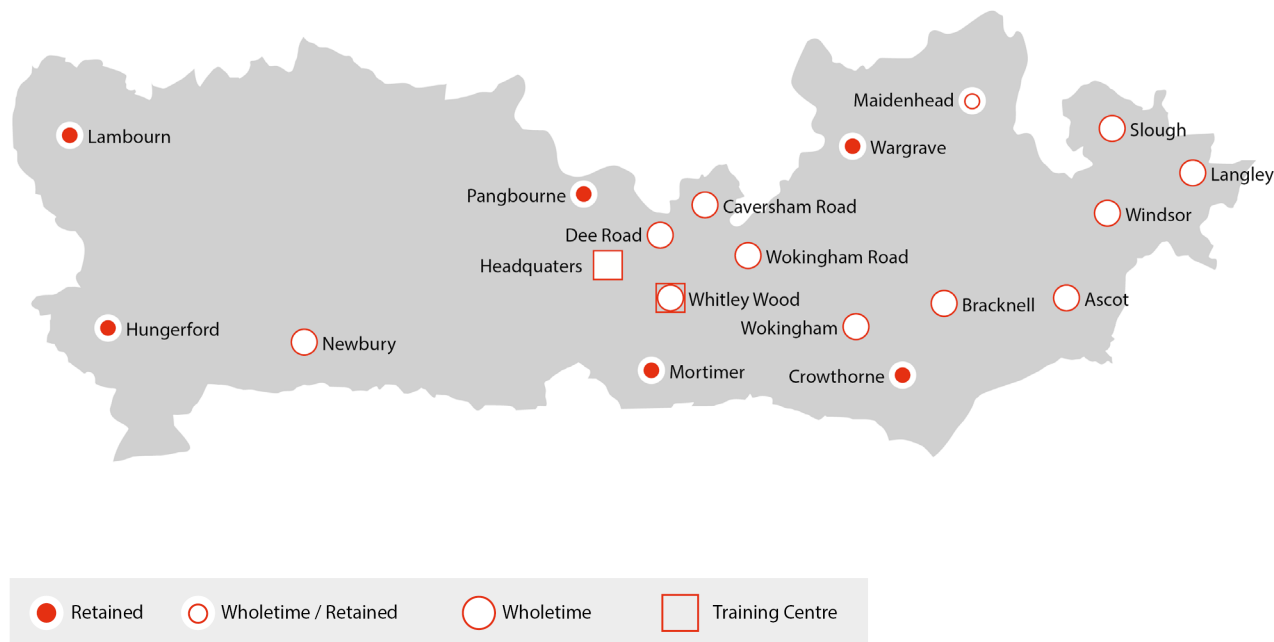 Maidenhead
Slough
Lambourn
Wargrave
Langley
Pangbourne
Caversham Road
Windsor
Dee Road
Wokingham Road
Headquaters
Whitley Wood
Ascot
Bracknell
Wokingham
Hungerford
Newbury
Mortimer
Crowthorne
Retained
Wholetime / Retained
Wholetime
Training Centre